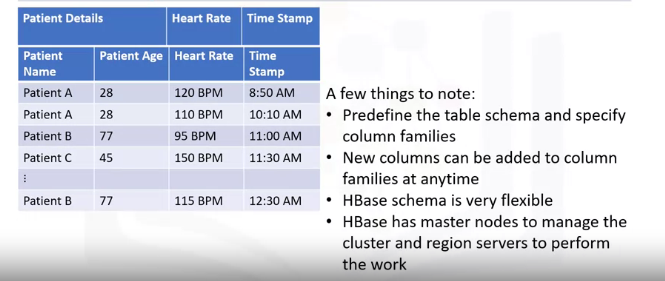 Patient Details Heart Rate Time Stamp
Patient Name Patient Age Heart Rate Time Stamp
Patient A 28 120 BPM 8:50 AM
Patient A 28 110 BPM 10:10 AM
Patient B 77 95 BPM 11:00 AM
Patient C 45 150 BPM 11:30 AM
⋮
Patient B 77 115 BPM 12:30 AM
A few things to note:
• Predefine the table schema and specify
column families
• New columns can be added to column
families at anytime
• HBase schema is very flexible
• HBase has master nodes to manage the
cluster and region servers to perform
the work